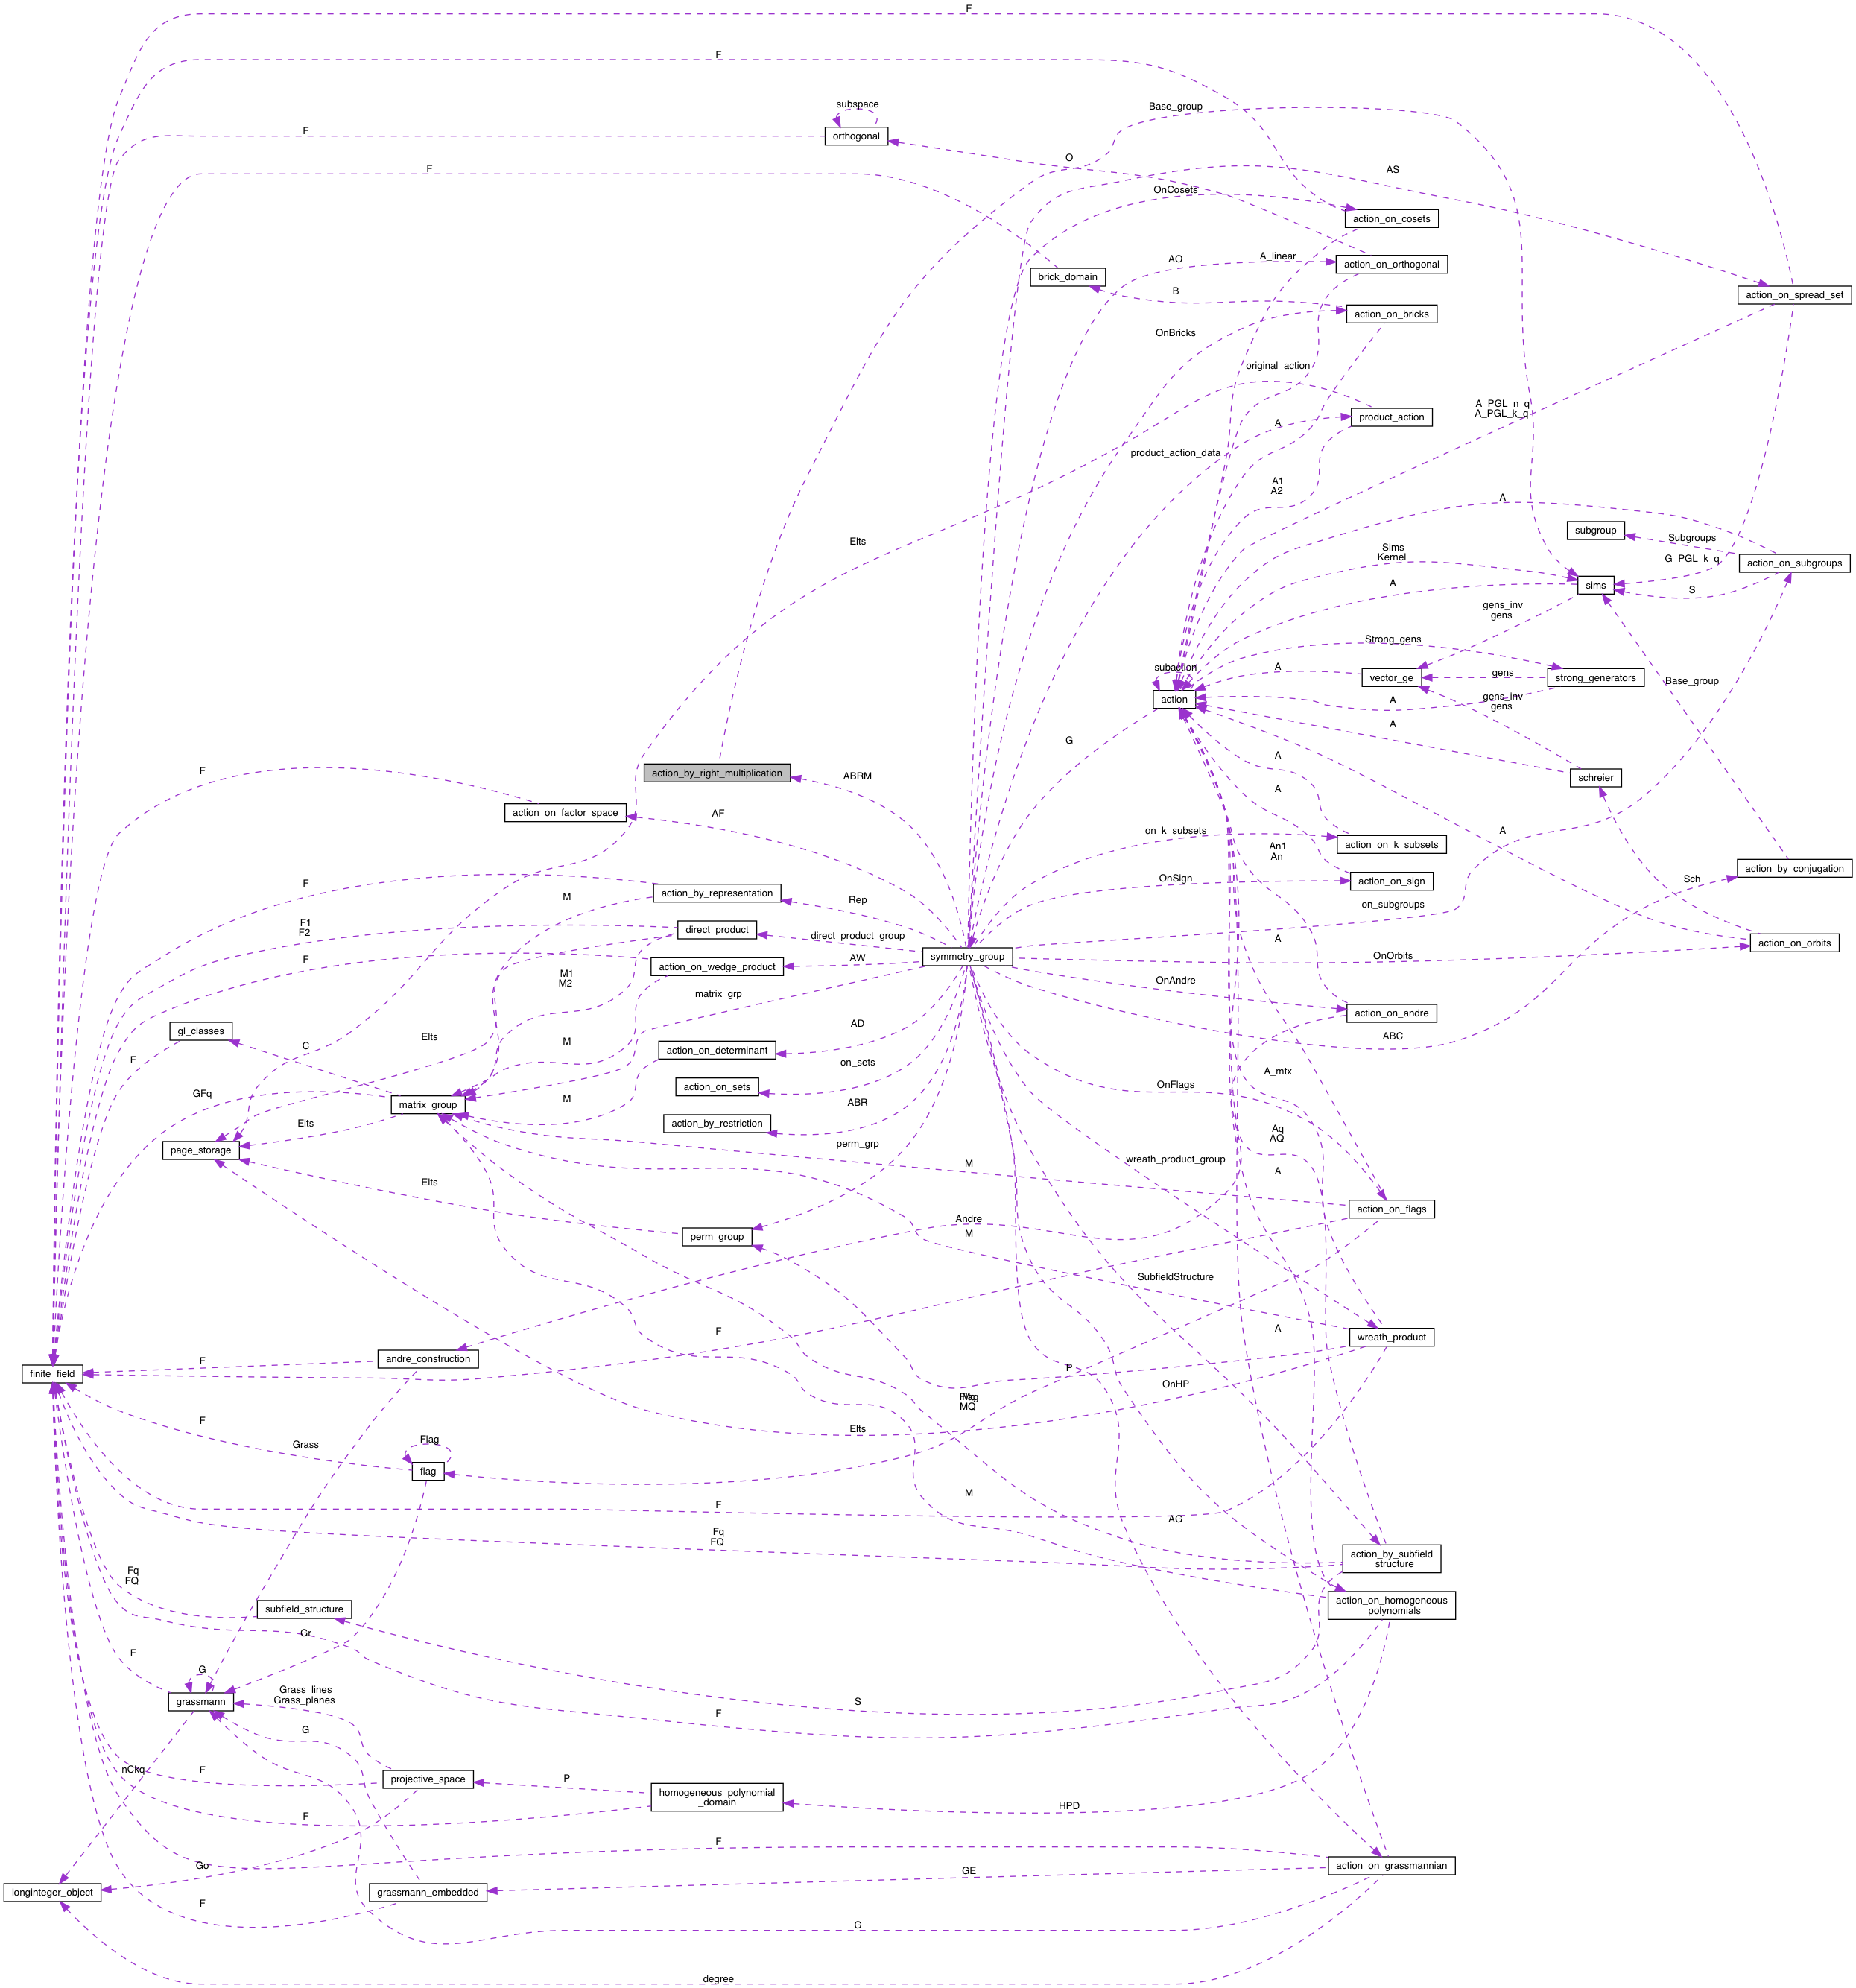 F
F
Base_group
subspace
orthogonal
F
O
F
AS
OnCosets
action_on_cosets
AO
A_linear
action_on_orthogonal
brick_domain
B
action_on_spread_set
OnBricks
action_on_bricks
original_action
A_PGL_n_q
A_PGL_k_q
product_action
A
product_action_data
A1
A2
A
Elts
subgroup
Subgroups
Sims
Kernel
G_PGL_k_q
action_on_subgroups
sims
A
S
gens_inv
gens
Strong_gens
subaction
A
vector_ge
gens
strong_generators
Base_group
action
A
gens_inv
gens
A
G
F
action_by_right_multiplication
ABRM
A
schreier
action_on_factor_space
AF
A
on_k_subsets
action_on_k_subsets
An1
An
A
action_by_conjugation
F
M
action_by_representation
Rep
OnSign
action_on_sign
Sch
on_subgroups
F1
F2
direct_product
direct_product_group
A
action_on_orbits
F
action_on_wedge_product
AW
symmetry_group
OnOrbits
M1
M2
matrix_grp
OnAndre
action_on_andre
gl_classes
Elts
AD
ABC
C
M
action_on_determinant
F
on_sets
A_mtx
GFq
action_on_sets
OnFlags
matrix_group
M
ABR
Elts
action_by_restriction
Aq
AQ
page_storage
perm_grp
wreath_product_group
M
A
Elts
action_on_flags
Andre
M
perm_group
SubfieldStructure
F
A
wreath_product
andre_construction
F
finite_field
P
OnHP
MQ
F
Grass
Flag
Elts
flag
M
F
AG
Fq
FQ
action_by_subfield
_structure
Fq
FQ
subfield_structure
action_on_homogeneous
_polynomials
Gr
F
G
grassmann
Grass_lines
Grass_planes
S
F
G
nCkq
F
projective_space
P
homogeneous_polynomial
_domain
HPD
F
F
action_on_grassmannian
Go
GE
longinteger_object
grassmann_embedded
F
G
degree